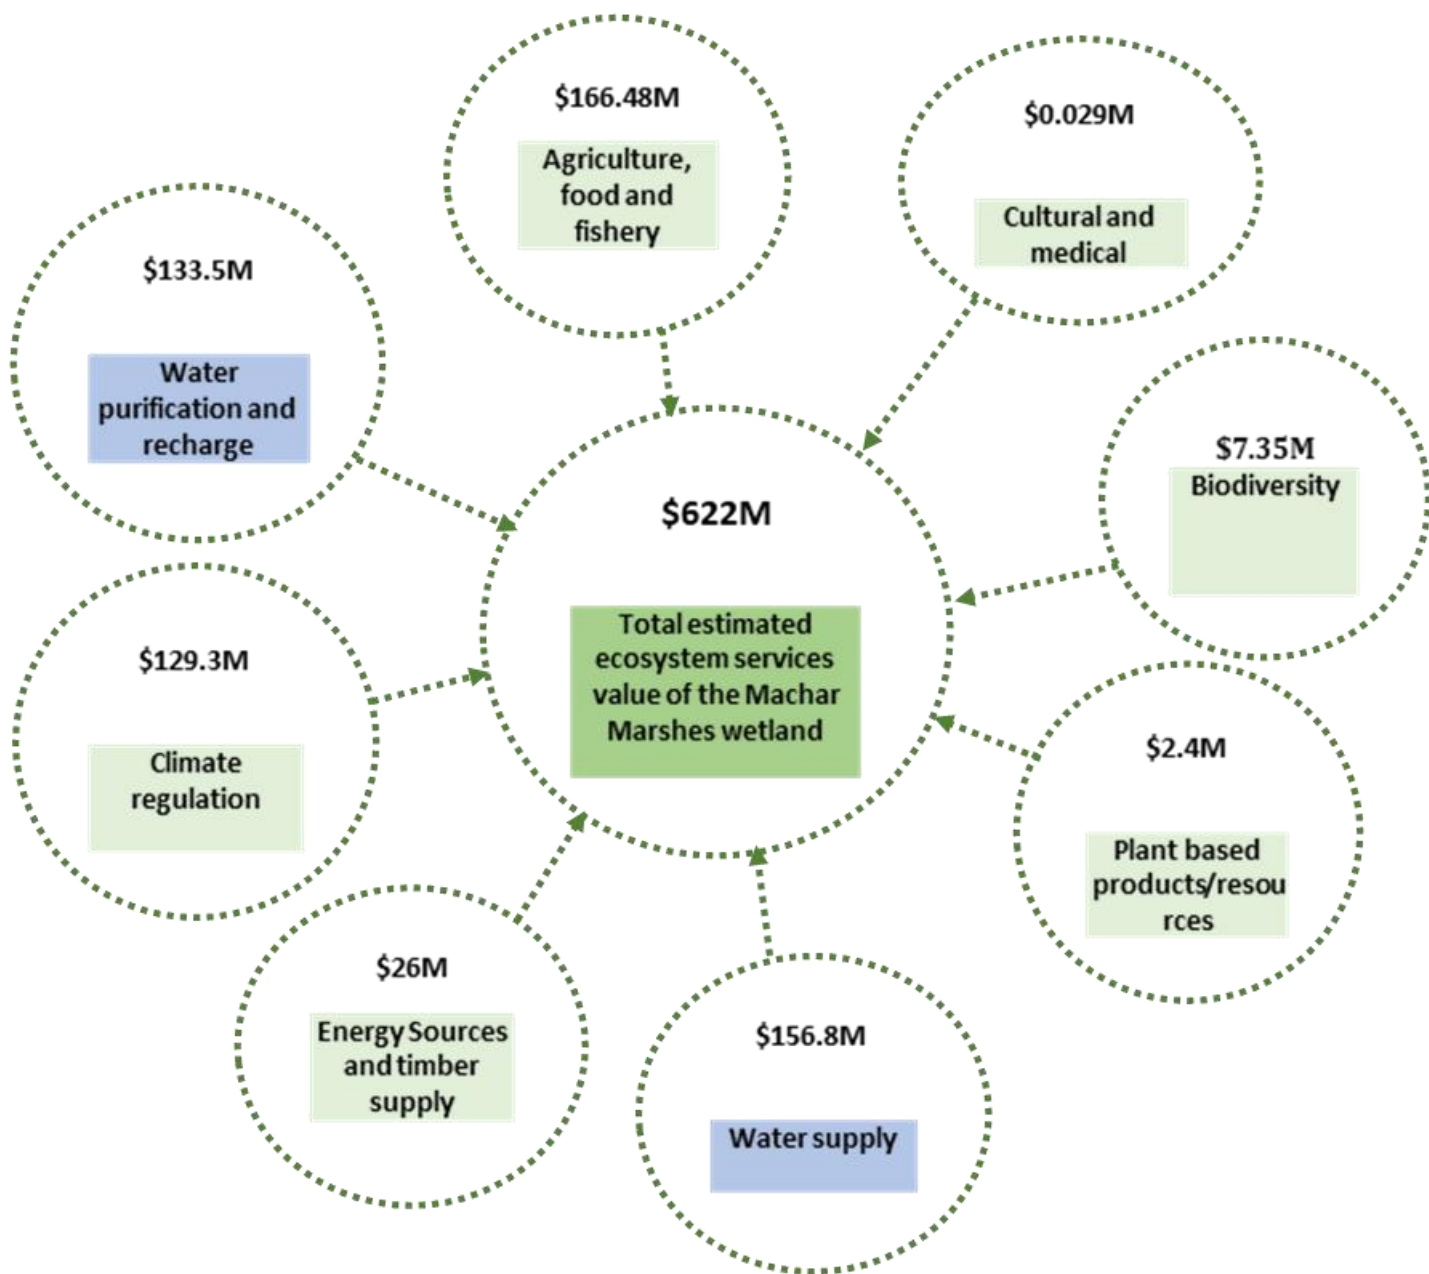 $166.48M
Agriculture,
food and
fishery
$0.029M
Cultural and
medical
$133.5M
Water
purification and
recharge
$7.35M
Biodiversity
$622M
Total estimated
ecosystem services
value of the Machar
Marshes wetland
$129.3M
Climate
regulation
$2.4M
Plant based
products/resou
rces
$26M
Energy Sources
and timber
supply
$156.8M
Water supply